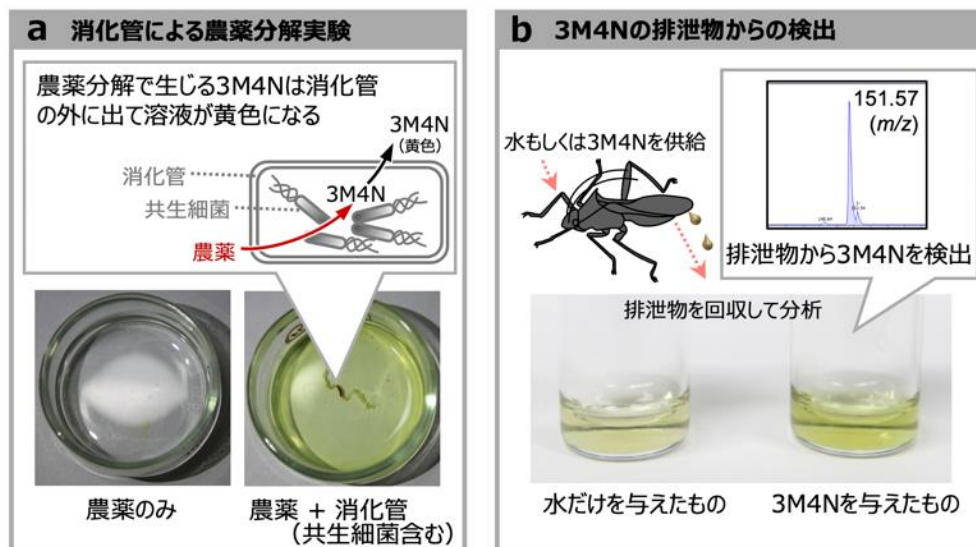 a 消化管による農薬分解実験
農薬分解で生じる3M4Nは消化管
の外に出て溶液が黄色になる
3M4N
(黄色)
消化管
3M4N
共生細菌
農薬
農薬のみ
農薬 + 消化管
(共生細菌含む)
b 3M4Nの排泄物からの検出
151.57
(m/z)
水もしくは3M4Nを供給
排泄物から3M4Nを検出
排泄物を回収して分析
水だけを与えたもの
3M4Nを与えたもの